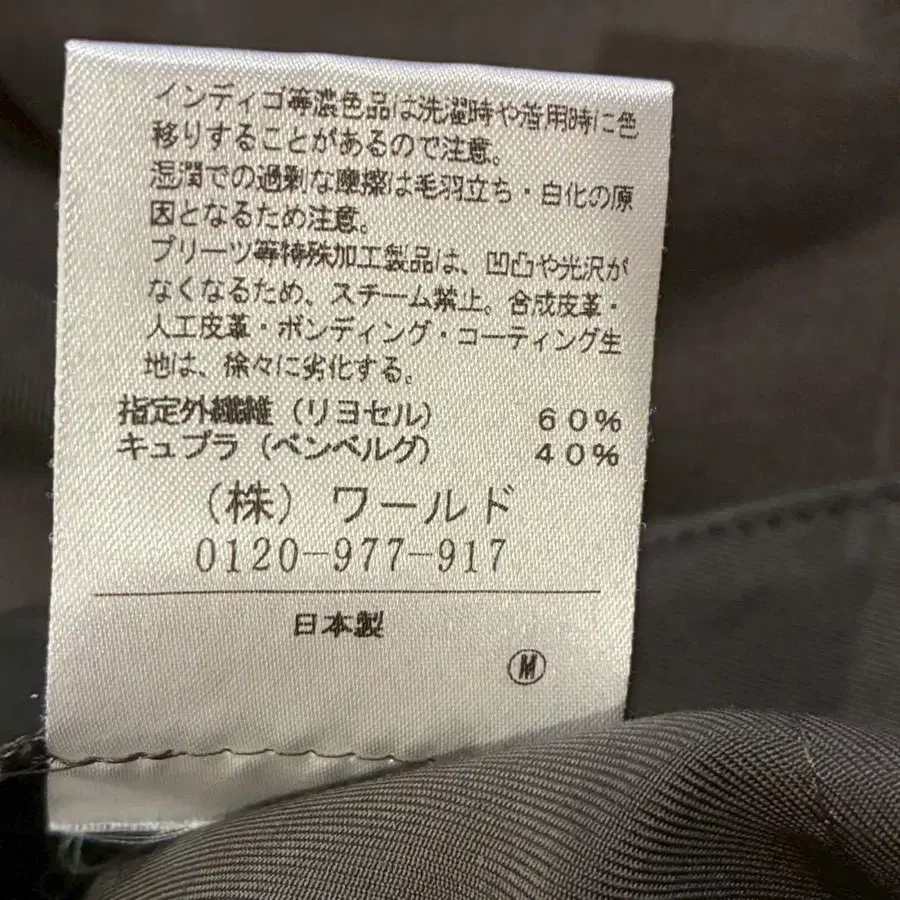 インディゴ等濃色品は洗濯時や着用時に色
移りすることがあるので注意。
湿潤での過剰な摩擦は毛羽立ち・白化の原
因となるため注意。
プリーツ等特殊加工製品は、凹凸や光沢が
なくなるため、スチーム禁止。合成皮革・
人工皮革・ボンディング・コーティング生
地は、徐々に劣化する。
指定外繊維（リヨセル） 60%
キュプラ（ベンベルグ） 40%
（株）ワールド
0120-977-917
日本製
M